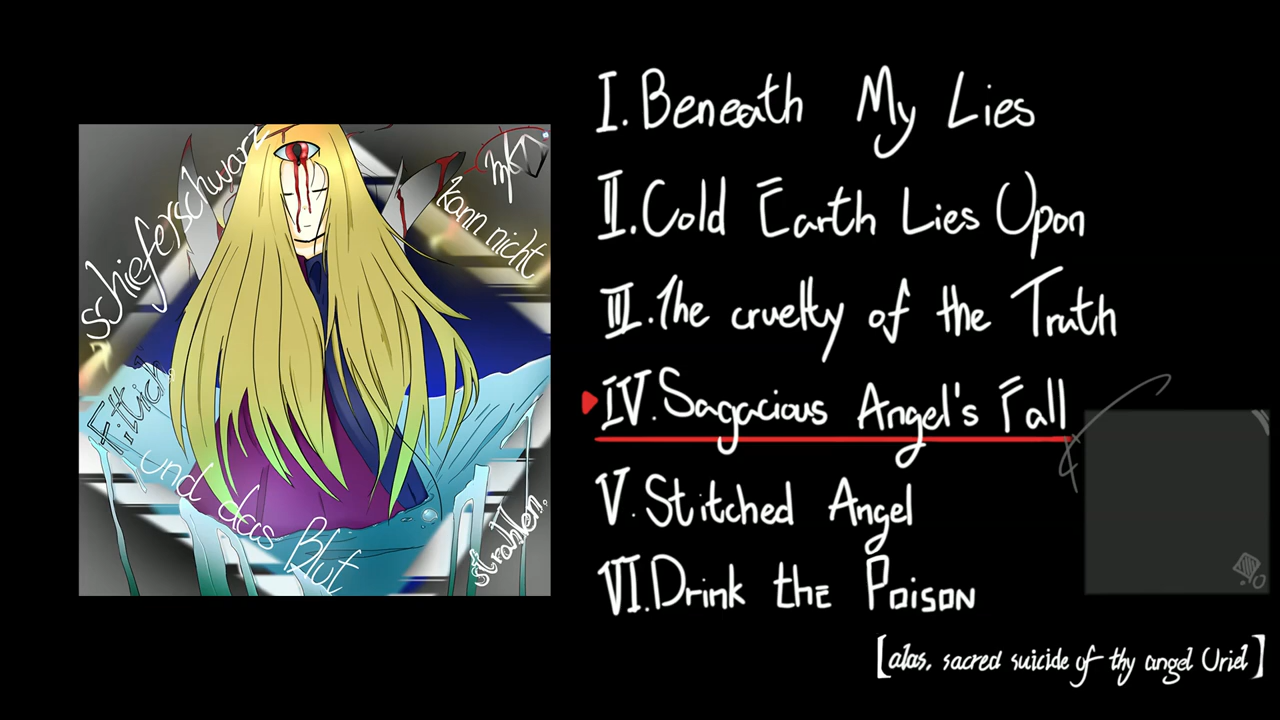 schieferschwarz
kann nicht
Fittich.
und das Blut
strahlen.
I. Beneath My Lies
II. Cold Earth Lies Upon
III. The cruelty of the Truth
IV. Sagacious Angel's Fall
V. Stitched Angel
VI. Drink the Poison
[alas, sacred suicide of thy angel Uriel]